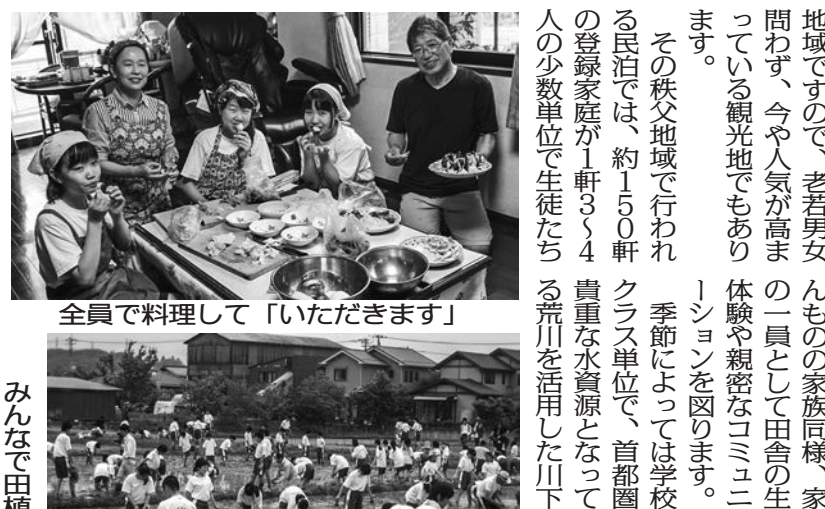 地域ですので、老若男女
問わず、今や人気が高ま
っている観光地でもあり
ます。
その秩父地域で行われ
る民泊では、約１５０軒
の登録家庭が１軒３〜４
人の少数単位で生徒たち
んものの家族同様、家
の一員として田舎の生
体験や親密なコミュニ
ーションを図ります。
季節によっては学校
クラス単位で、首都圏
貴重な水資源となって
る荒川を活用した川下
全員で料理して「いただきます」
みんなで田植